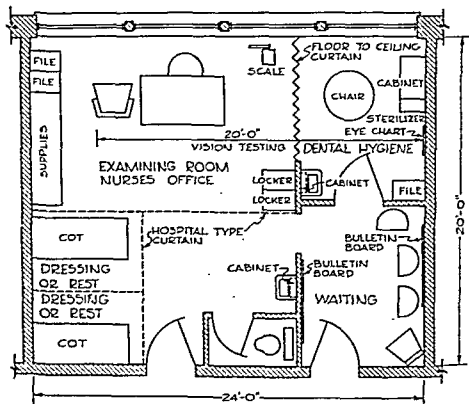 FILE
FILE
SUPPLIES
SCALE
FLOOR TO CEILING
CURTAIN
CABINET
CHAIR
STERILIZER
EYE CHART
20'-0"
VISION TESTING
DENTAL HYGIENE
EXAMINING ROOM
NURSES OFFICE
LOCKER
LOCKER
CABINET
FILE
20'-0"
HOSPITAL TYPE
CURTAIN
COT
DRESSING
OR REST
DRESSING
OR REST
COT
CABINET
BULLETIN
BOARD
BULLETIN
BOARD
WAITING
24'-0"